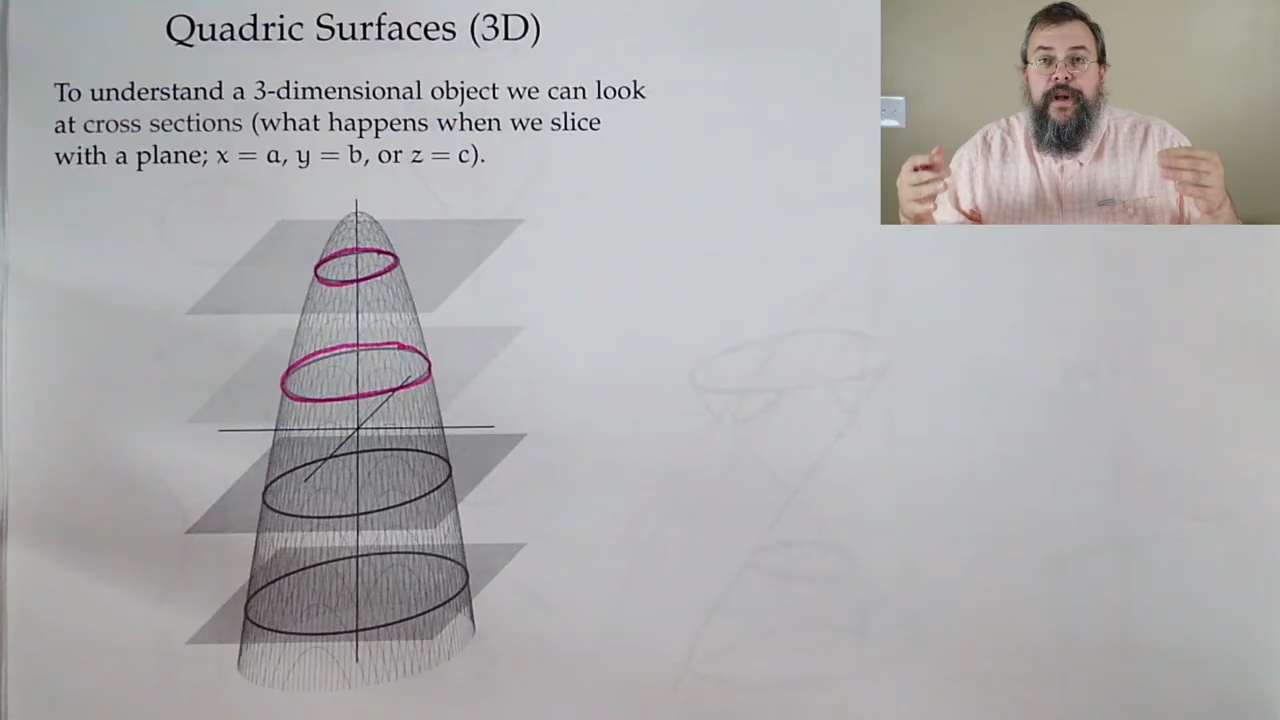 Quadric Surfaces (3D)
To understand a 3-dimensional object we can look
at cross sections (what happens when we slice
with a plane; x = a, y = b, or z = c).